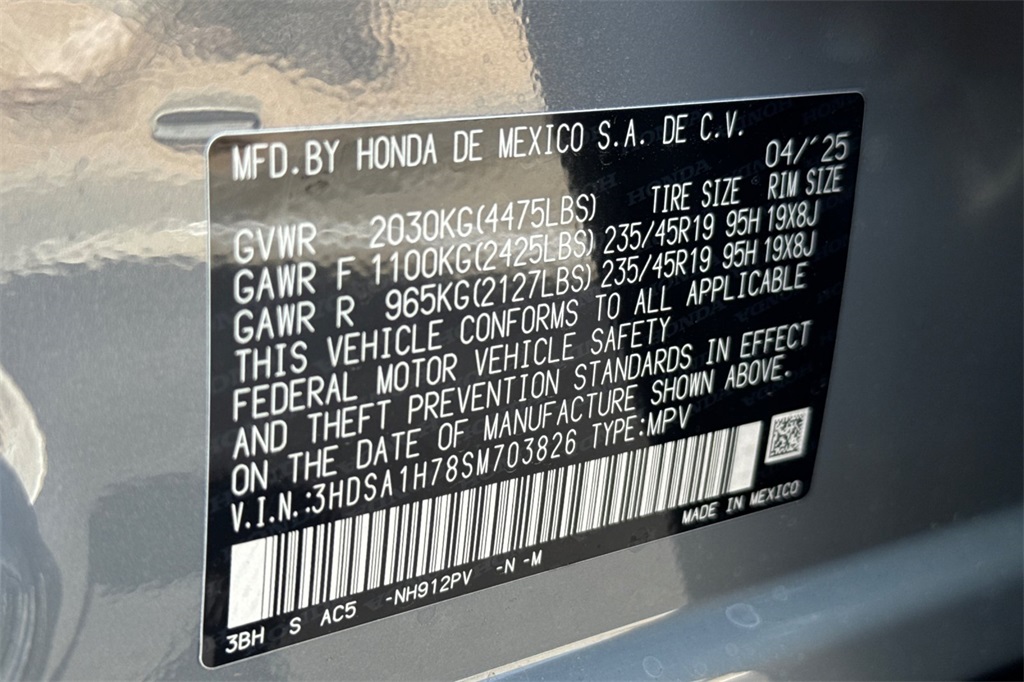 MFD.BY HONDA DE MEXICO S.A. DE C.V.
04/'25
TIRE SIZE RIM SIZE
GVWR 2030KG(4475LBS)
GAWR F 1100KG(2425LBS) 235/45R19 95H 19X8J
GAWR R 965KG(2127LBS) 235/45R19 95H 19X8J
THIS VEHICLE CONFORMS TO ALL APPLICABLE
FEDERAL MOTOR VEHICLE SAFETY
AND THEFT PREVENTION STANDARDS IN EFFECT
ON THE DATE OF MANUFACTURE SHOWN ABOVE.
V.I.N.:3HDSA1H78SM703826 TYPE:MPV
MADE IN MEXICO
3BH S AC5 -NH912PV -N -M